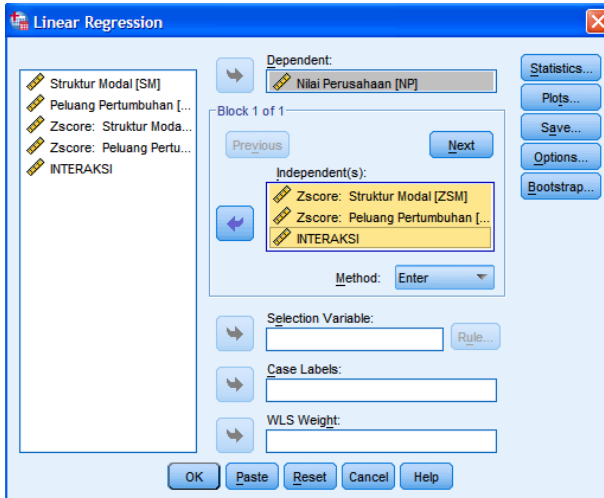 Linear Regression
Struktur Modal [SM]
Peluang Pertumbuhan [...
Zscore: Struktur Moda...
Zscore: Peluang Pertu...
INTERAKSI
Dependent:
Nilai Perusahaan [NP]
Block 1 of 1
Previous
Next
Independent(s):
Zscore: Struktur Modal [ZSM]
Zscore: Peluang Pertumbuhan [...
INTERAKSI
Method: Enter
Selection Variable:
Rule...
Case Labels:
WLS Weight:
Statistics...
Plots...
Save...
Options...
Bootstrap...
OK Paste Reset Cancel Help